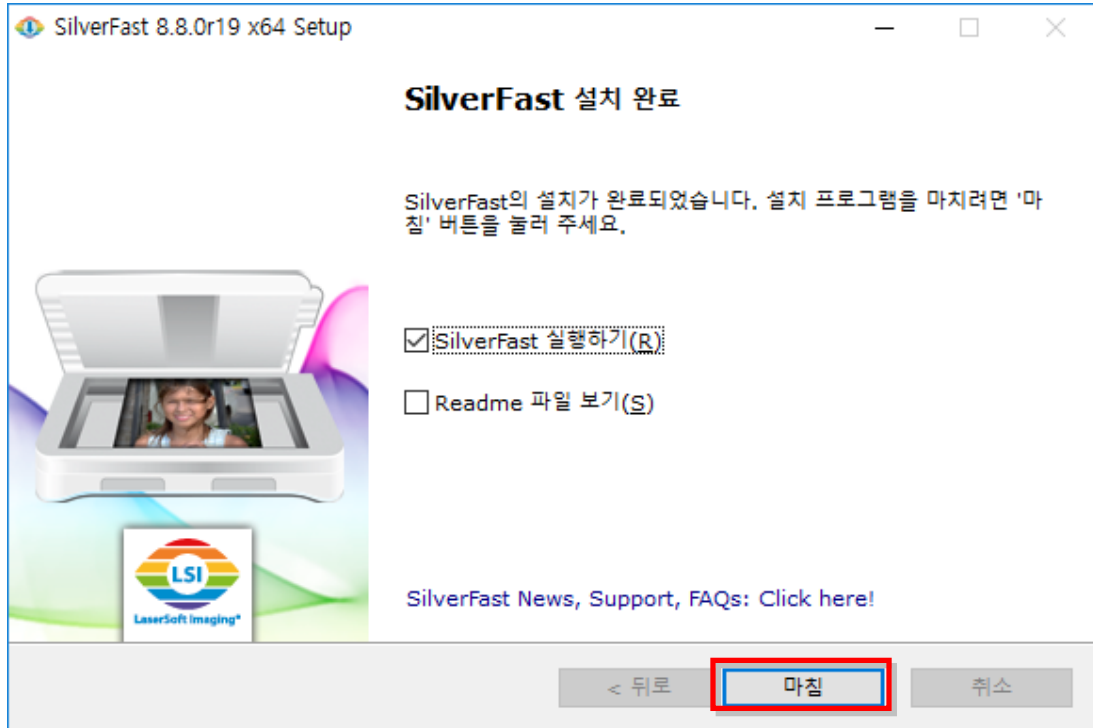 SilverFast 8.8.0r19 x64 Setup
SilverFast 설치 완료
SilverFast의 설치가 완료되었습니다. 설치 프로그램을 마치려면 '마
침' 버튼을 눌러 주세요.
SilverFast 실행하기(R)
Readme 파일 보기(S)
LSI
LaserSoft Imaging®
SilverFast News, Support, FAQs: Click here!
< 뒤로
마침
취소